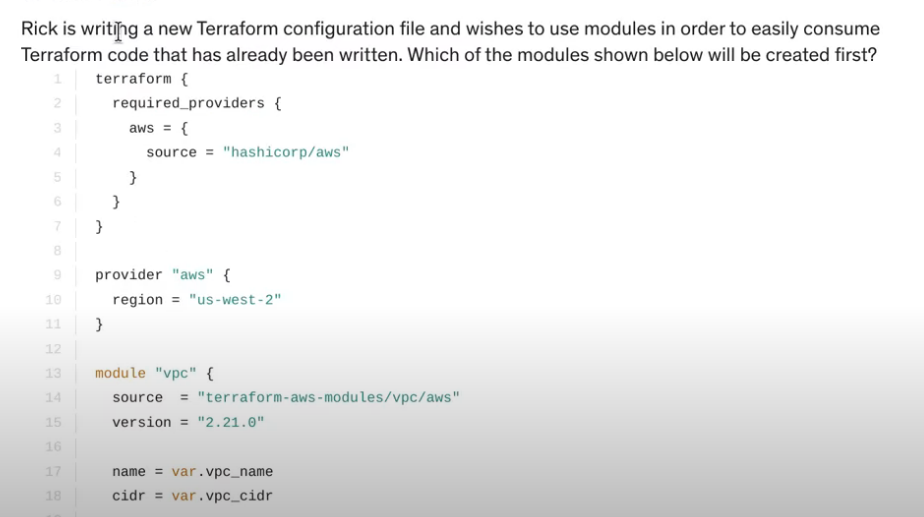 Rick is writing a new Terraform configuration file and wishes to use modules in order to easily consume
Terraform code that has already been written. Which of the modules shown below will be created first?
1 terraform {
2 required_providers {
3 aws = {
4 source = "hashicorp/aws"
5 }
6 }
7 }
8
9 provider "aws" {
10 region = "us-west-2"
11 }
12
13 module "vpc" {
14 source = "terraform-aws-modules/vpc/aws"
15 version = "2.21.0"
16
17 name = var.vpc_name
18 cidr = var.vpc_cidr